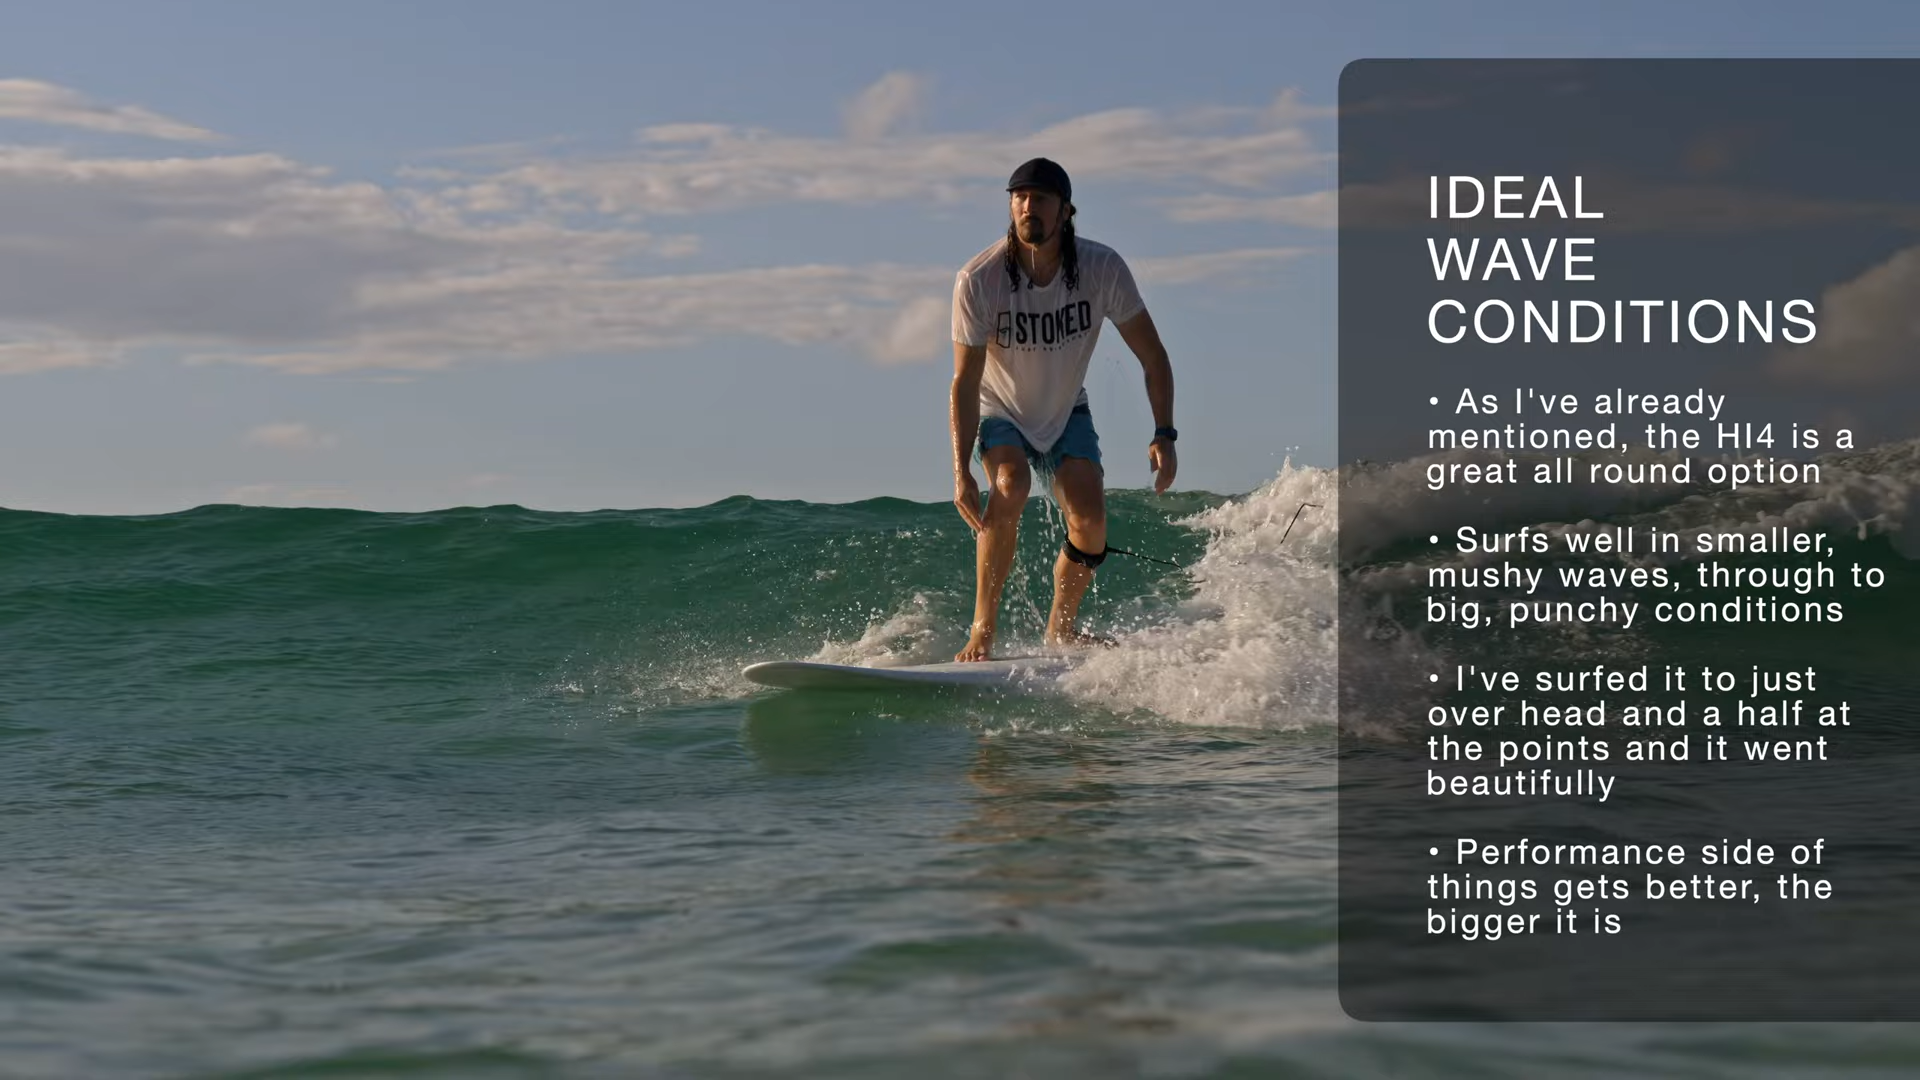 IDEAL
WAVE
CONDITIONS
• As I've already
mentioned, the HI4 is a
great all round option
• Surfs well in smaller,
mushy waves, through to
big, punchy conditions
• I've surfed it to just
over head and a half at
the points and it went
beautifully
• Performance side of
things gets better, the
bigger it is
STOKED